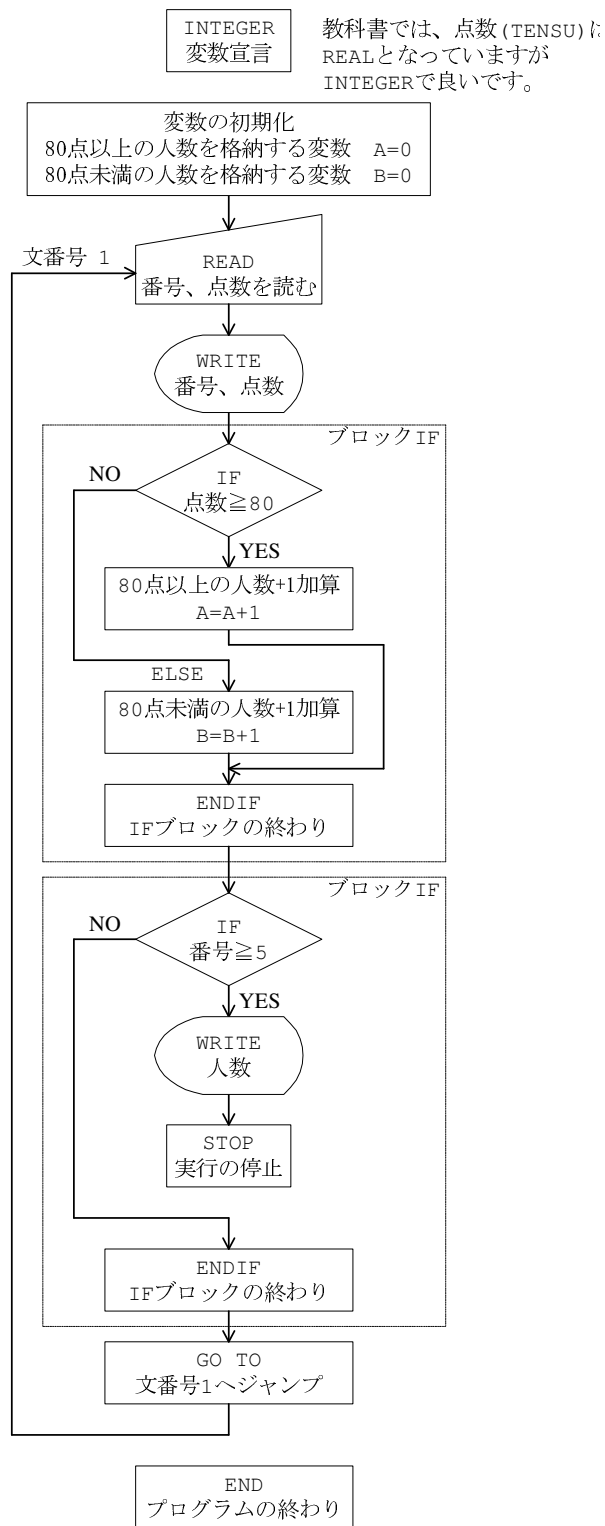 INTEGER
変数宣言
教科書では、点数(TENSU)は
REALとなっていますが
INTEGERで良いです。
変数の初期化
80点以上の人数を格納する変数 A=0
80点未満の人数を格納する変数 B=0
文番号 1
READ
番号、点数を読む
WRITE
番号、点数
ブロックIF
NO
IF
点数≧80
YES
80点以上の人数+1加算
A=A+1
ELSE
80点未満の人数+1加算
B=B+1
ENDIF
IFブロックの終わり
ブロックIF
NO
IF
番号≧5
YES
WRITE
人数
STOP
実行の停止
ENDIF
IFブロックの終わり
GO TO
文番号1へジャンプ
END
プログラムの終わり